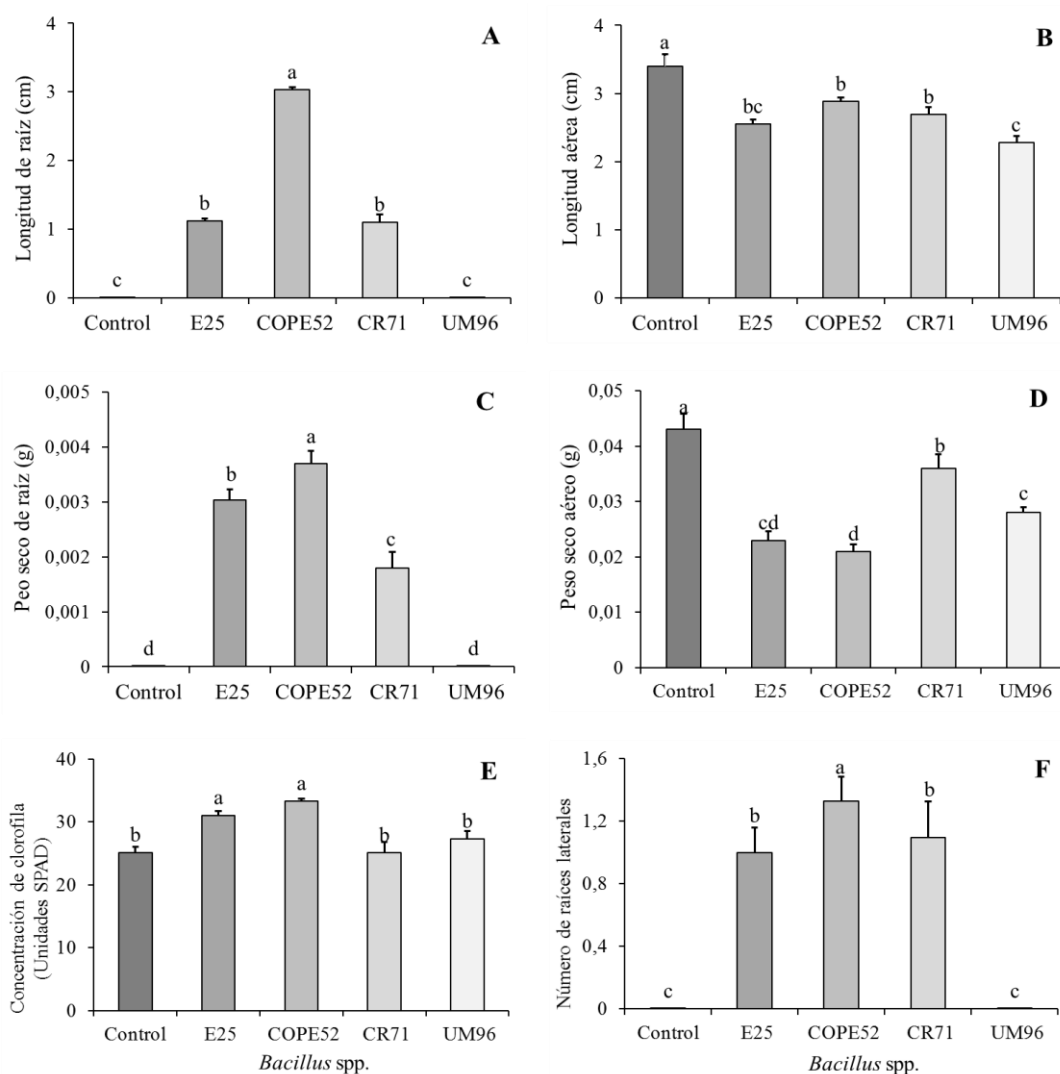 A
Longitud de raíz (cm)
4
3
2
1
0
c
b
a
b
c
Control E25 COPE52 CR71 UM96
B
Longitud aérea (cm)
4
3
2
1
0
a
bc
b
b
c
Control E25 COPE52 CR71 UM96
C
Peo seco de raíz (g)
0,005
0,004
0,003
0,002
0,001
0
d
b
a
c
d
Control E25 COPE52 CR71 UM96
D
Peso seco aéreo (g)
0,05
0,04
0,03
0,02
0,01
0
a
cd
d
b
c
Control E25 COPE52 CR71 UM96
E
Concentración de clorofila
(Unidades SPAD)
40
30
20
10
0
b
a
a
b
b
Control E25 COPE52 CR71 UM96
Bacillus spp.
F
Número de raíces laterales
1,6
1,2
0,8
0,4
0
c
b
a
b
c
Control E25 COPE52 CR71 UM96
Bacillus spp.